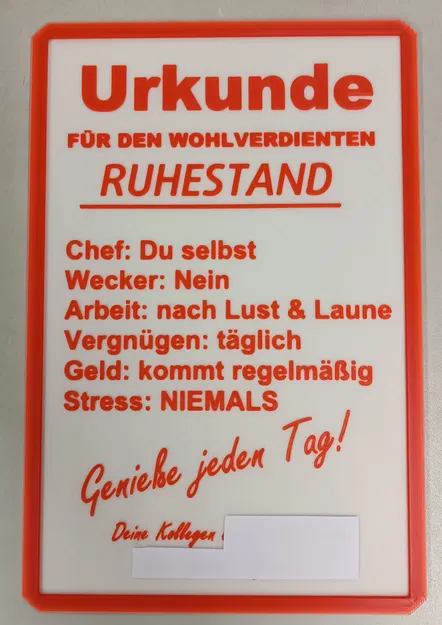 Urkunde
FÜR DEN WOHLVERDIENTEN
RUHESTAND
Chef: Du selbst
Wecker: Nein
Arbeit: nach Lust & Laune
Vergnügen: täglich
Geld: kommt regelmäßig
Stress: NIEMALS
Genieße jeden Tag!
Deine Kollegen